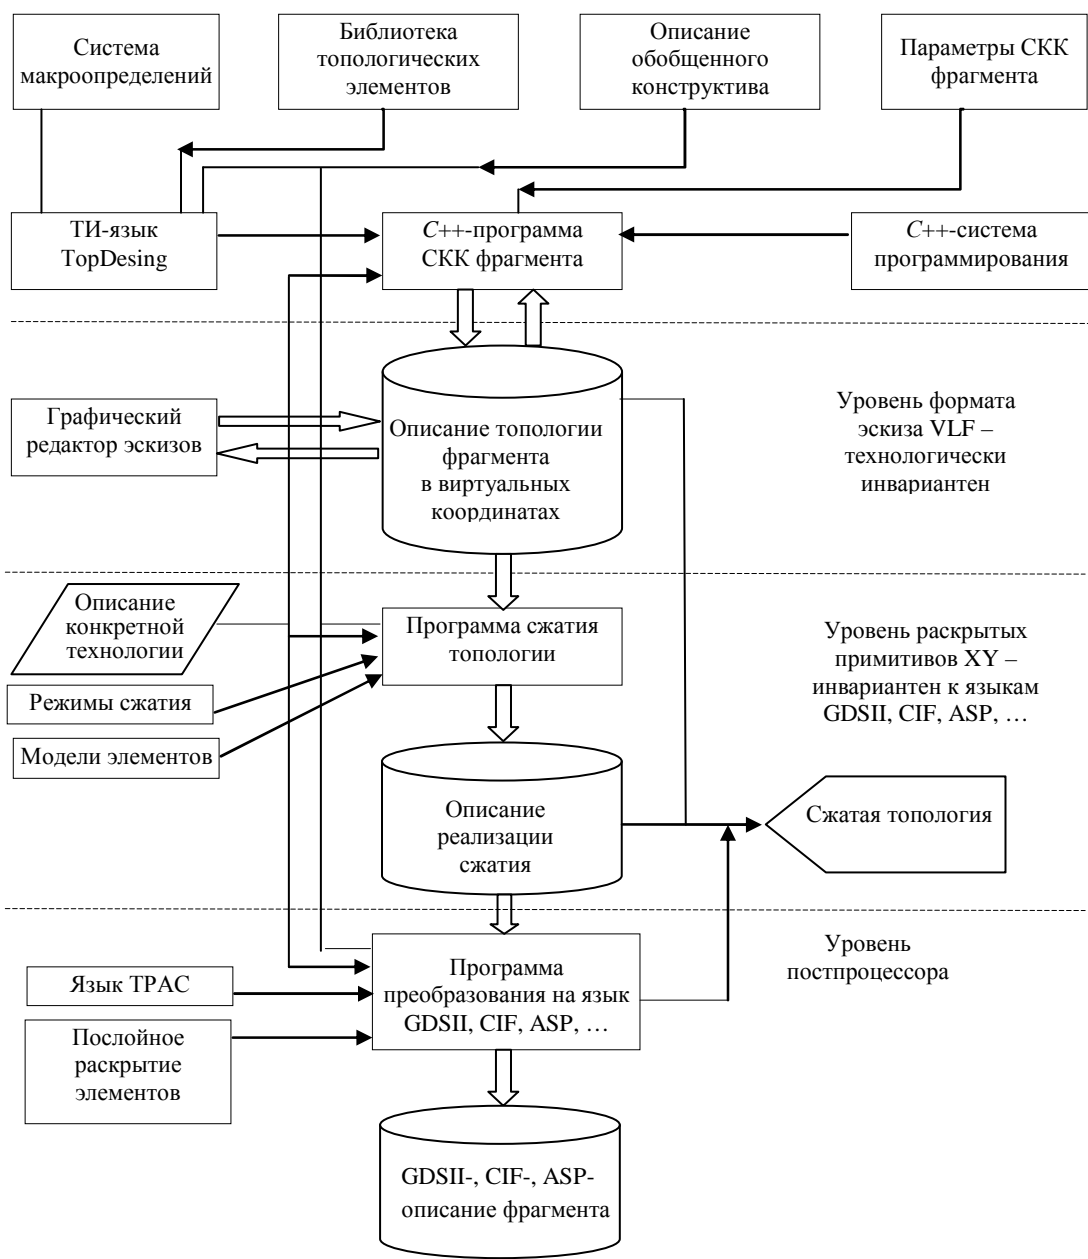 Система
макроопределений
Библиотека
топологических
элементов
Описание
обобщенного
конструктива
Параметры СКК
фрагмента
ТИ-язык
TopDesing
C++-программа
СКК фрагмента
C++-система
программирования
Графический
редактор эскизов
Описание топологии
фрагмента
в виртуальных
координатах
Уровень формата
эскиза VLF –
технологически
инвариантен
Описание
конкретной
технологии
Программа сжатия
топологии
Уровень раскрытых
примитивов XY –
инвариантен к языкам
GDSII, CIF, ASP, …
Режимы сжатия
Модели элементов
Описание
реализации
сжатия
Сжатая топология
Уровень
постпроцессора
Язык ТРАС
Программа
преобразования на язык
GDSII, CIF, ASP, …
Послойное
раскрытие
элементов
GDSII-, CIF-, ASP-
описание фрагмента